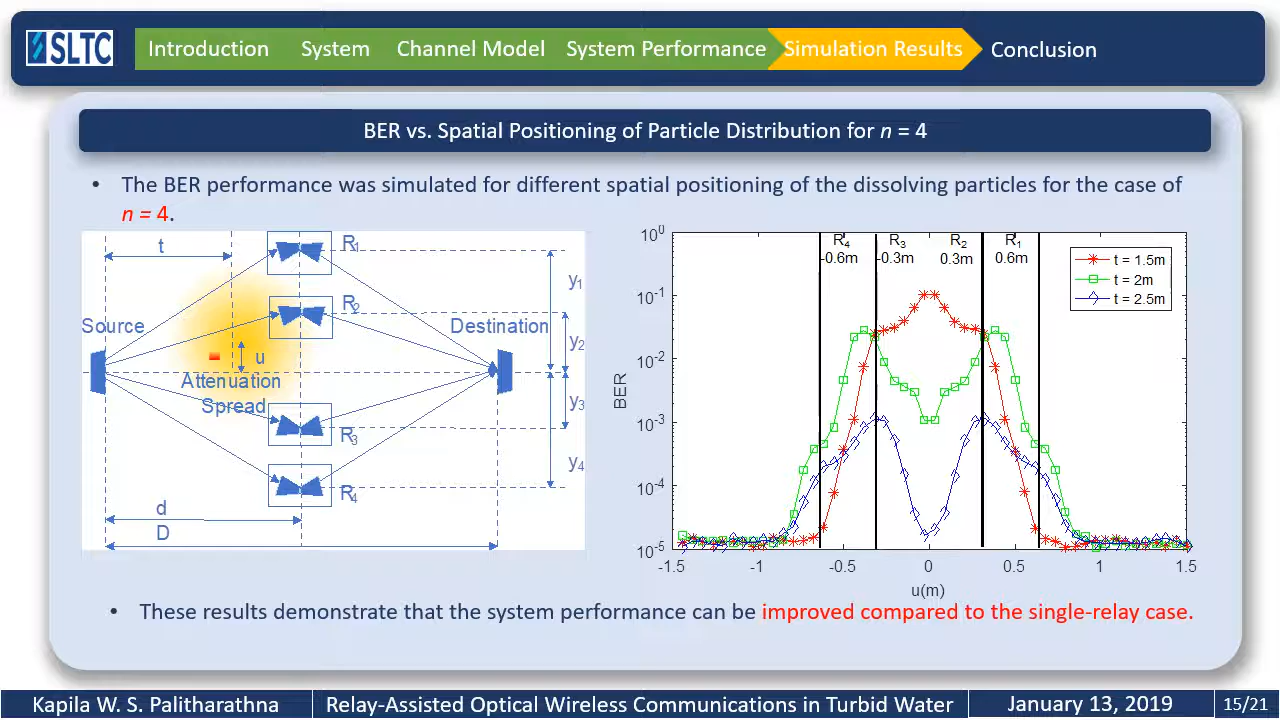 SLTC
Introduction
System
Channel Model
System Performance
Simulation Results
Conclusion
BER vs. Spatial Positioning of Particle Distribution for n = 4
• The BER performance was simulated for different spatial positioning of the dissolving particles for the case of
n = 4.
t
R1
R2
Source
Destination
u
Attenuation
Spread
R3
R4
d
D
y1
y2
y3
y4
R4 R3 R2 R1
-0.6m -0.3m 0.3m 0.6m
t = 1.5m
t = 2m
t = 2.5m
10^0
10^-1
10^-2
10^-3
10^-4
10^-5
BER
-1.5 -1 -0.5 0 0.5 1 1.5
u(m)
• These results demonstrate that the system performance can be improved compared to the single-relay case.
Kapila W. S. Palitharathna
Relay-Assisted Optical Wireless Communications in Turbid Water
January 13, 2019
15/21